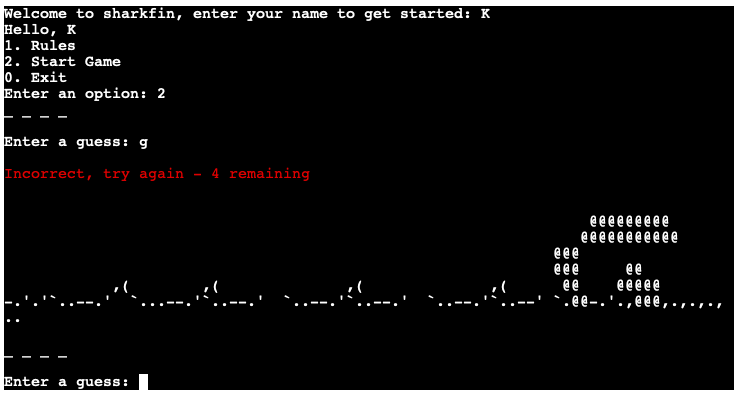 Welcome to sharkfin, enter your name to get started: K
Hello, K
1. Rules
2. Start Game
0. Exit
Enter an option: 2
_ _ _ _
Enter a guess: g
Incorrect, try again - 4 remaining
@@@@@@@@@
@@@@@@@@@@@
@@@
@@@     @@
,(        ,(              ,(               ,(      @@    @@@@@
-.'.'`..--.'  `...--.'`..--.'  `..--.'`..--.'  `..--.'`..--' `.@@-.'.,@@@,.,.,.,
..
_ _ _ _
Enter a guess: